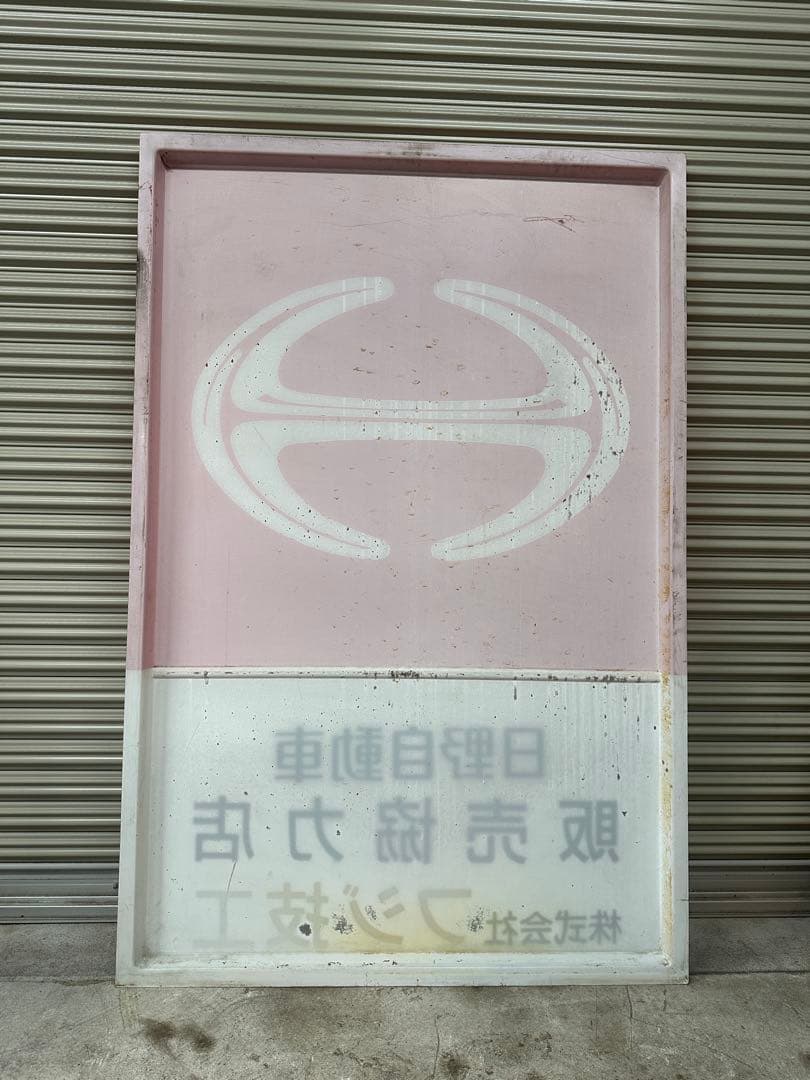 日野自動車
販売協力店
株式会社フジ技工